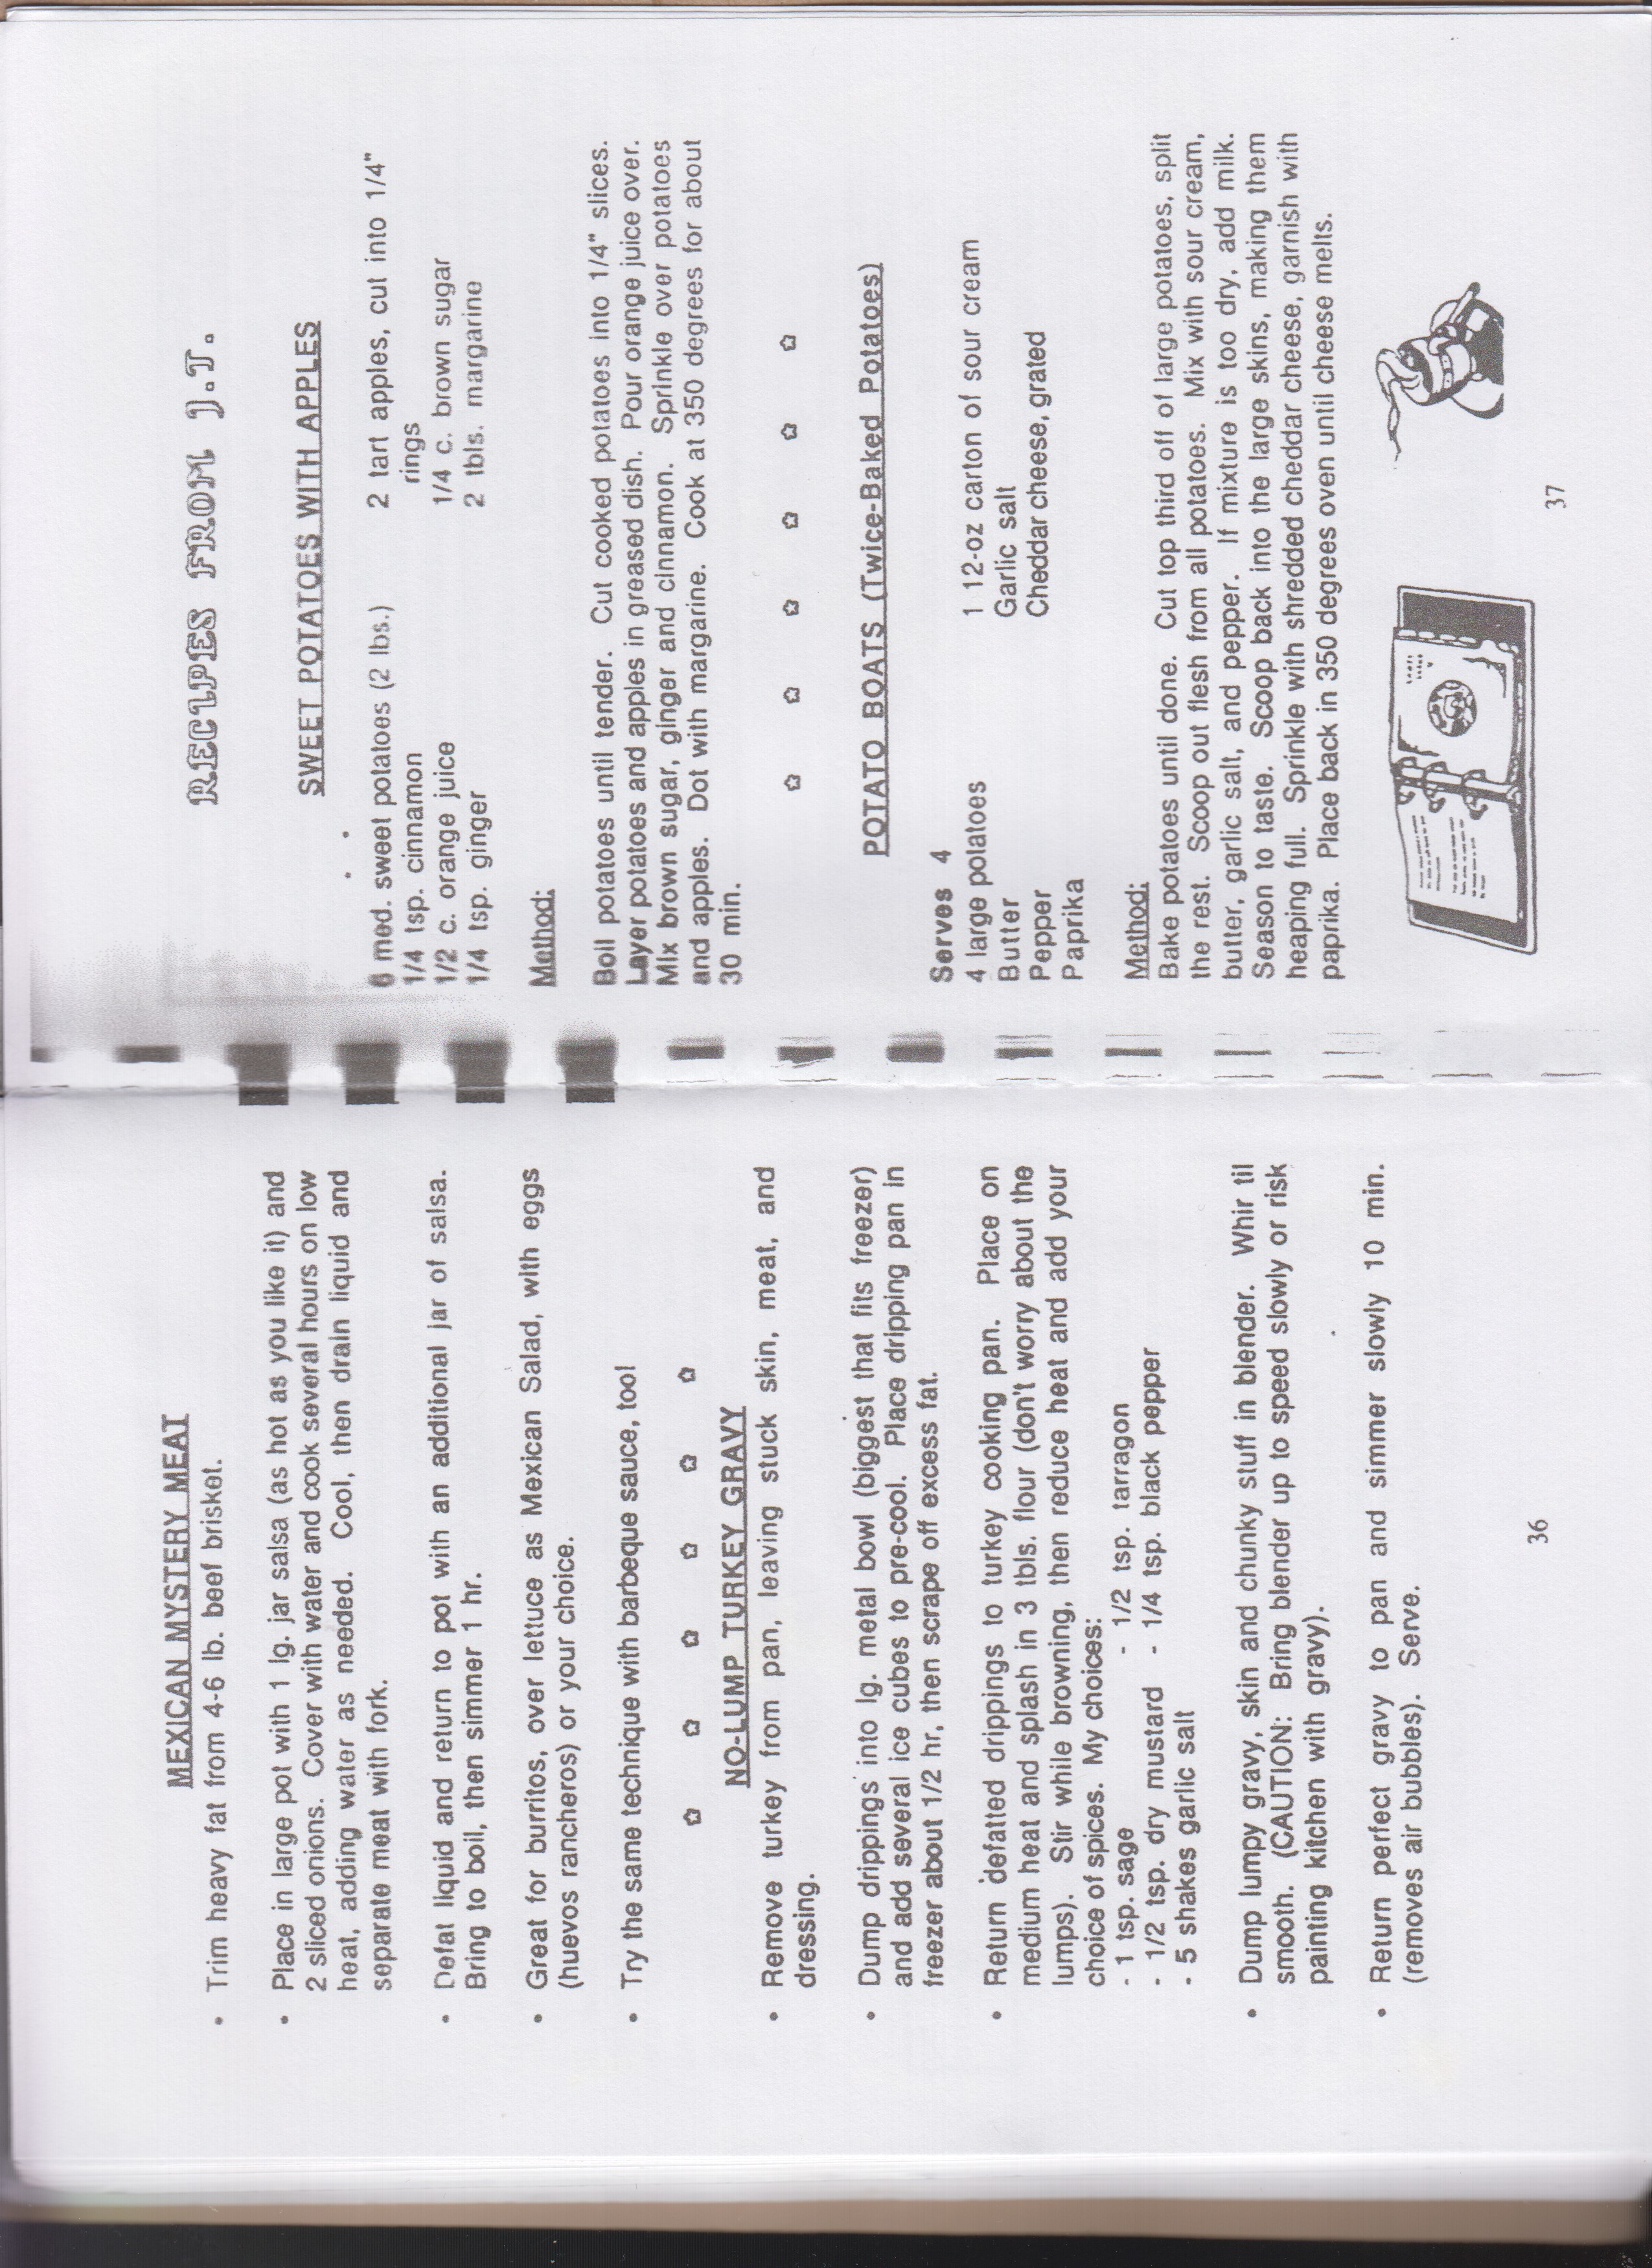 MEXICAN MYSTERY MEAT
• Trim heavy fat from 4-6 lb. beef brisket.
• Place in large pot with 1 lg. jar salsa (as hot as you like it) and
2 sliced onions. Cover with water and cook several hours on low
heat, adding water as needed. Cool, then drain liquid and
separate meat with fork.
• Defat liquid and return to pot with an additional jar of salsa.
Bring to boil, then simmer 1 hr.
• Great for burritos, over lettuce as Mexican Salad, with eggs
(huevos rancheros) or your choice.
• Try the same technique with barbeque sauce, too!
NO-LUMP TURKEY GRAVY
• Remove turkey from pan, leaving stuck skin, meat, and
dressing.
• Dump drippings into lg. metal bowl (biggest that fits freezer)
and add several ice cubes to pre-cool. Place dripping pan in
freezer about 1/2 hr, then scrape off excess fat.
• Return defatted drippings to turkey cooking pan. Place on
medium heat and splash in 3 tbls. flour (don't worry about the
lumps). Stir while browning, then reduce heat and add your
choice of spices. My choices:
- 1 tsp. sage - 1/2 tsp. tarragon
- 1/2 tsp. dry mustard - 1/4 tsp. black pepper
- 5 shakes garlic salt
• Dump lumpy gravy, skin and chunky stuff in blender. Whir til
smooth. (CAUTION: Bring blender up to speed slowly or risk
painting kitchen with gravy).
• Return perfect gravy to pan and simmer slowly 10 min.
(removes air bubbles). Serve.
36
RECIPES FROM J.T.
SWEET POTATOES WITH APPLES
6 med. sweet potatoes (2 lbs.) 2 tart apples, cut into 1/4"
1/4 tsp. cinnamon rings
1/2 c. orange juice 1/4 c. brown sugar
1/4 tsp. ginger 2 tbls. margarine
Method:
Boil potatoes until tender. Cut cooked potatoes into 1/4" slices.
Layer potatoes and apples in greased dish. Pour orange juice over.
Mix brown sugar, ginger and cinnamon. Sprinkle over potatoes
and apples. Dot with margarine. Cook at 350 degrees for about
30 min.
POTATO BOATS (Twice-Baked Potatoes)
Serves 4
4 large potatoes 1 12-oz carton of sour cream
Butter Garlic salt
Pepper Cheddar cheese, grated
Paprika
Method:
Bake potatoes until done. Cut top third off of large potatoes, split
the rest. Scoop out flesh from all potatoes. Mix with sour cream,
butter, garlic salt, and pepper. If mixture is too dry, add milk.
Season to taste. Scoop back into the large skins, making them
heaping full. Sprinkle with shredded cheddar cheese, garnish with
paprika. Place back in 350 degrees oven until cheese melts.
37